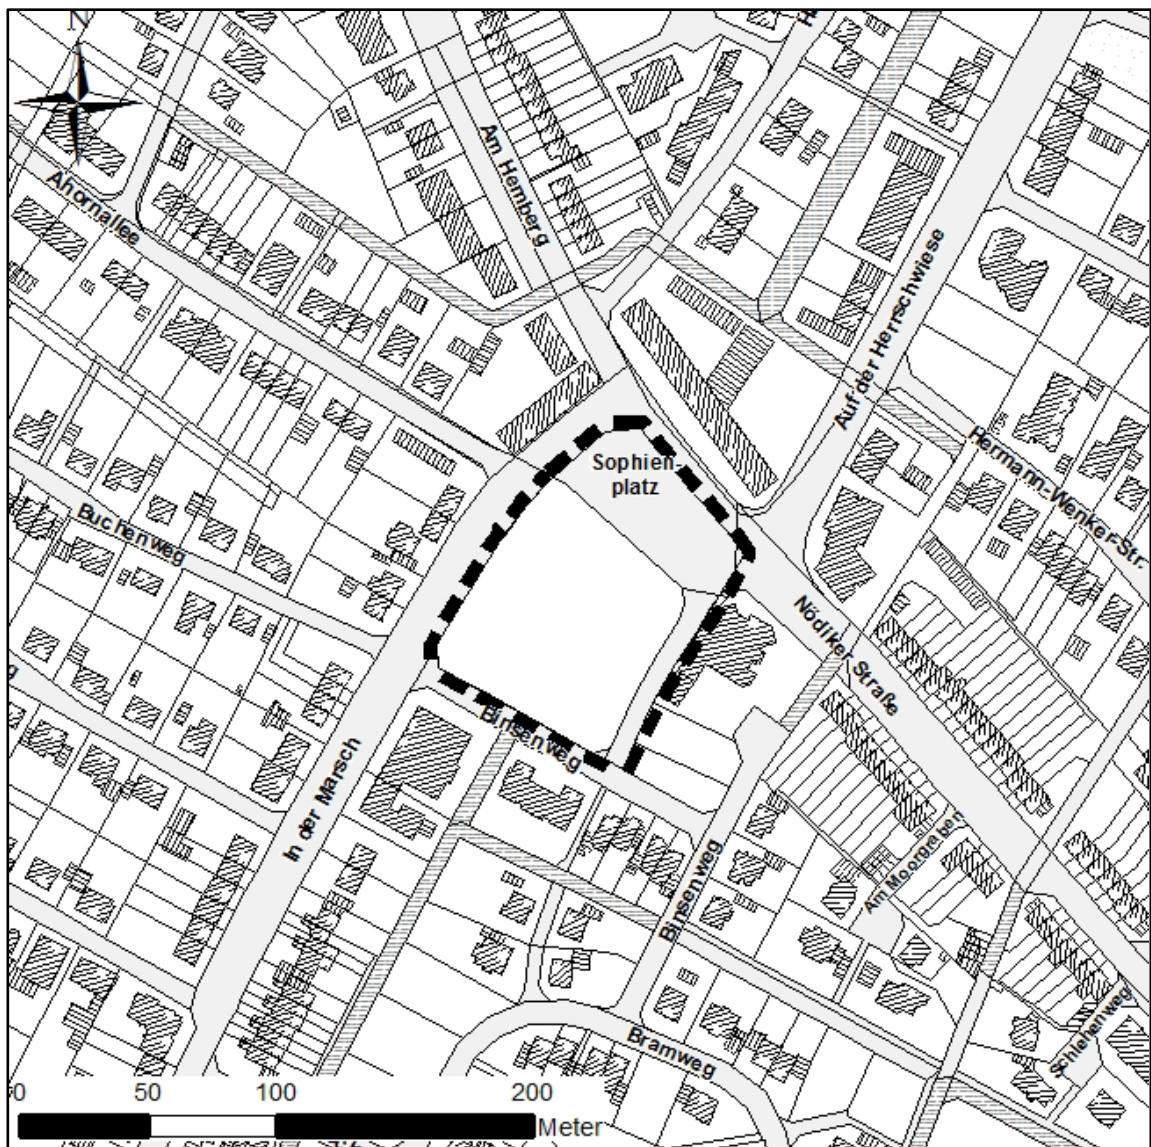 N
Am Hemberg
Ahornallee
Auf der Herrschwiese
Sophien-
platz
Hermann-Wenker-Str.
Buchenweg
Nödiker Straße
Binsenweg
In der Marsch
Am Moorgraben
Binsenweg
Schlehenweg
Bramweg
0 50 100 200
Meter